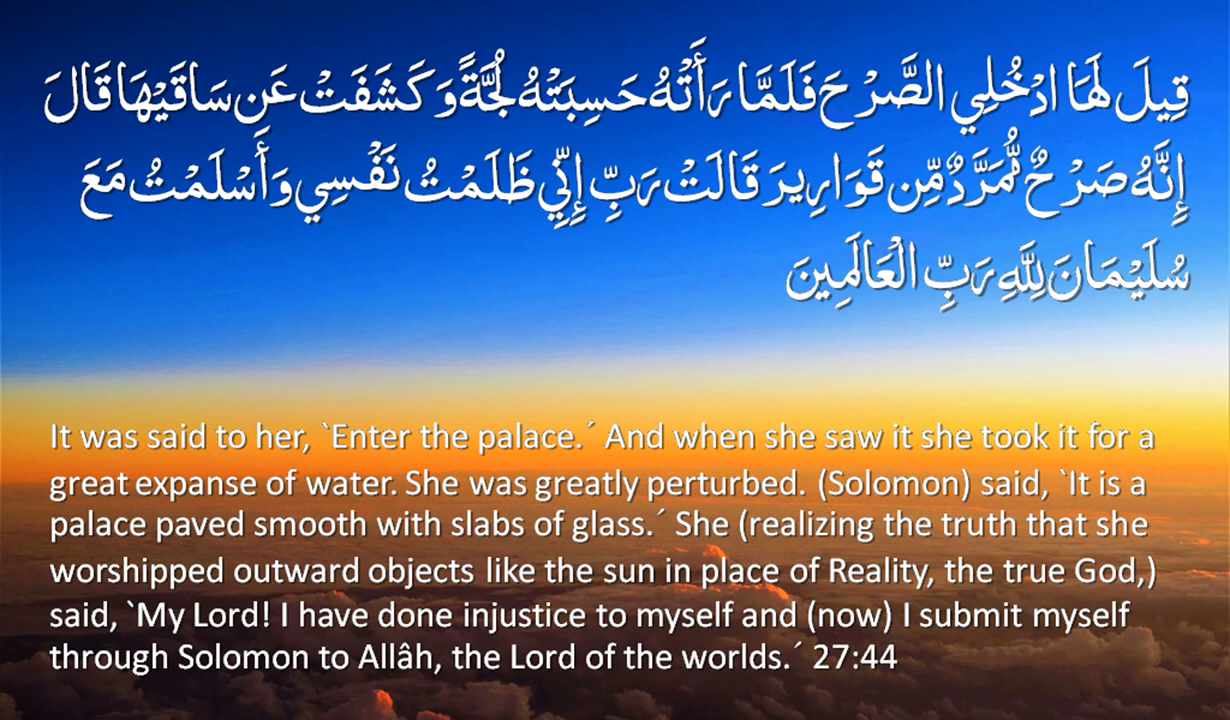 قِيلَ لَهَا ادْخُلِي الصَّرْحَ فَلَمَّا رَأَتْهُ حَسِبَتْهُ لُجَّةً وَكَشَفَتْ عَن سَاقَيْهَا قَالَ
إِنَّهُ صَرْحٌ مُّمَرَّدٌ مِّن قَوَارِيرَ قَالَتْ رَبِّ إِنِّي ظَلَمْتُ نَفْسِي وَأَسْلَمْتُ مَعَ
سُلَيْمَانَ لِلَّهِ رَبِّ الْعَالَمِينَ
It was said to her, `Enter the palace.´ And when she saw it she took it for a
great expanse of water. She was greatly perturbed. (Solomon) said, `It is a
palace paved smooth with slabs of glass.´ She (realizing the truth that she
worshipped outward objects like the sun in place of Reality, the true God,)
said, `My Lord! I have done injustice to myself and (now) I submit myself
through Solomon to Allâh, the Lord of the worlds.´ 27:44